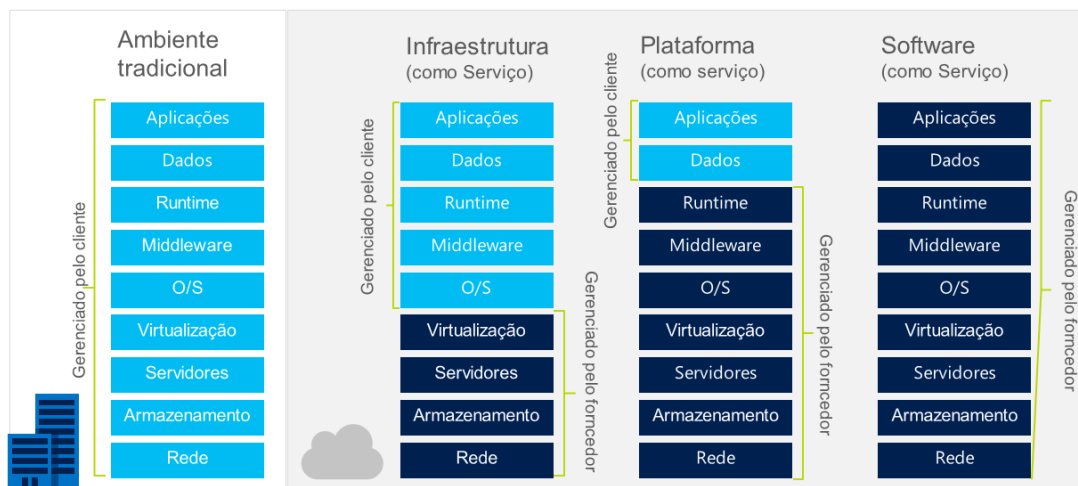 Ambiente
tradicional
Gerenciado pelo cliente
Aplicações
Dados
Runtime
Middleware
O/S
Virtualização
Servidores
Armazenamento
Rede
Infraestrutura
(como Serviço)
Gerenciado pelo cliente
Aplicações
Dados
Runtime
Middleware
O/S
Virtualização
Servidores
Armazenamento
Rede
Gerenciado pelo forncedor
Plataforma
(como serviço)
Gerenciado pelo cliente
Aplicações
Dados
Runtime
Middleware
O/S
Virtualização
Servidores
Armazenamento
Rede
Gerenciado pelo forncedor
Software
(como Serviço)
Aplicações
Dados
Runtime
Middleware
O/S
Virtualização
Servidores
Armazenamento
Rede
Gerenciado pelo forncedor